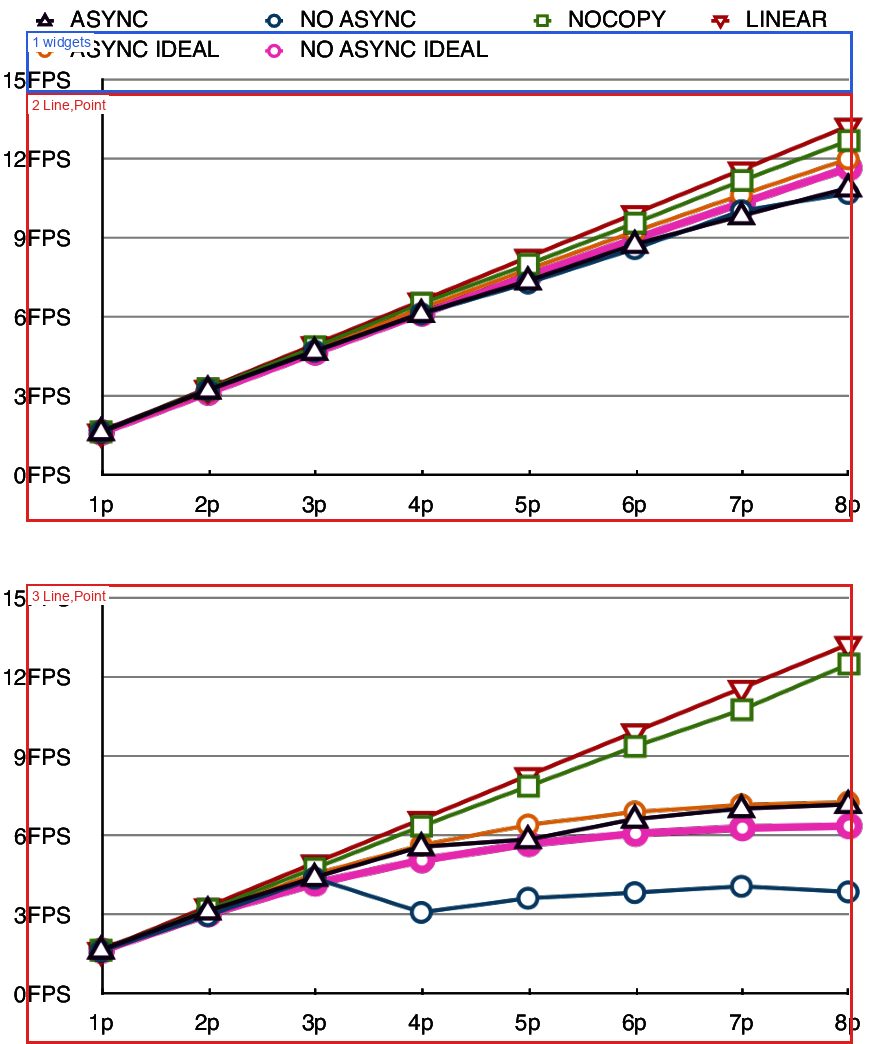 ASYNC NO ASYNC NOCOPY LINEAR
1 widgets
ASYNC IDEAL NO ASYNC IDEAL
15FPS
2 Line,Point
12FPS
9FPS
6FPS
3FPS
0FPS
1p 2p 3p 4p 5p 6p 7p 8p
3 Line,Point
15FPS
12FPS
9FPS
6FPS
3FPS
0FPS
1p 2p 3p 4p 5p 6p 7p 8p